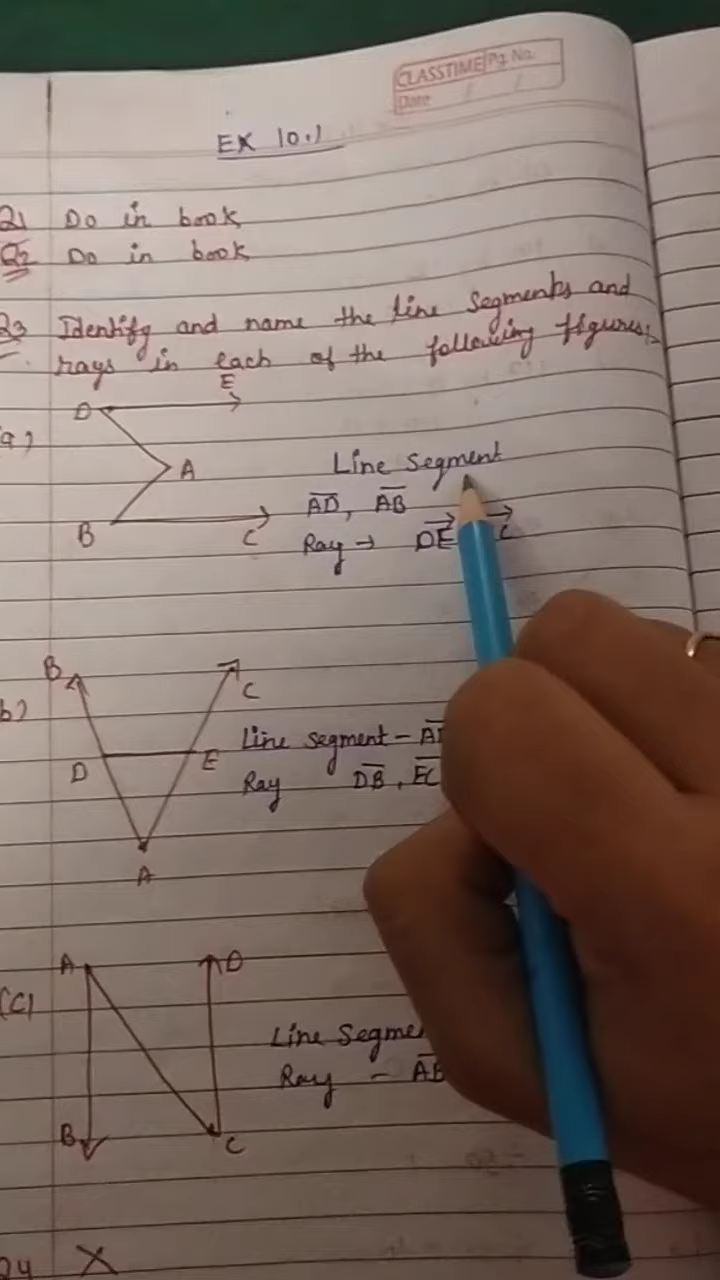 CLASSTIME Pg. No.
Date / /
EX 10.1
Q1 Do in book
Q2 Do in book
Q3 Identify and name the line segments and
rays in each of the following figures:-
(a)
D E
A
B C
Line Segment
AD, AB
Ray → DE C
b)
B C
D E
A
Line segment - AD
Ray DB, EC
(C)
A D
B C
Line Segme
Ray - AB
Q4 X